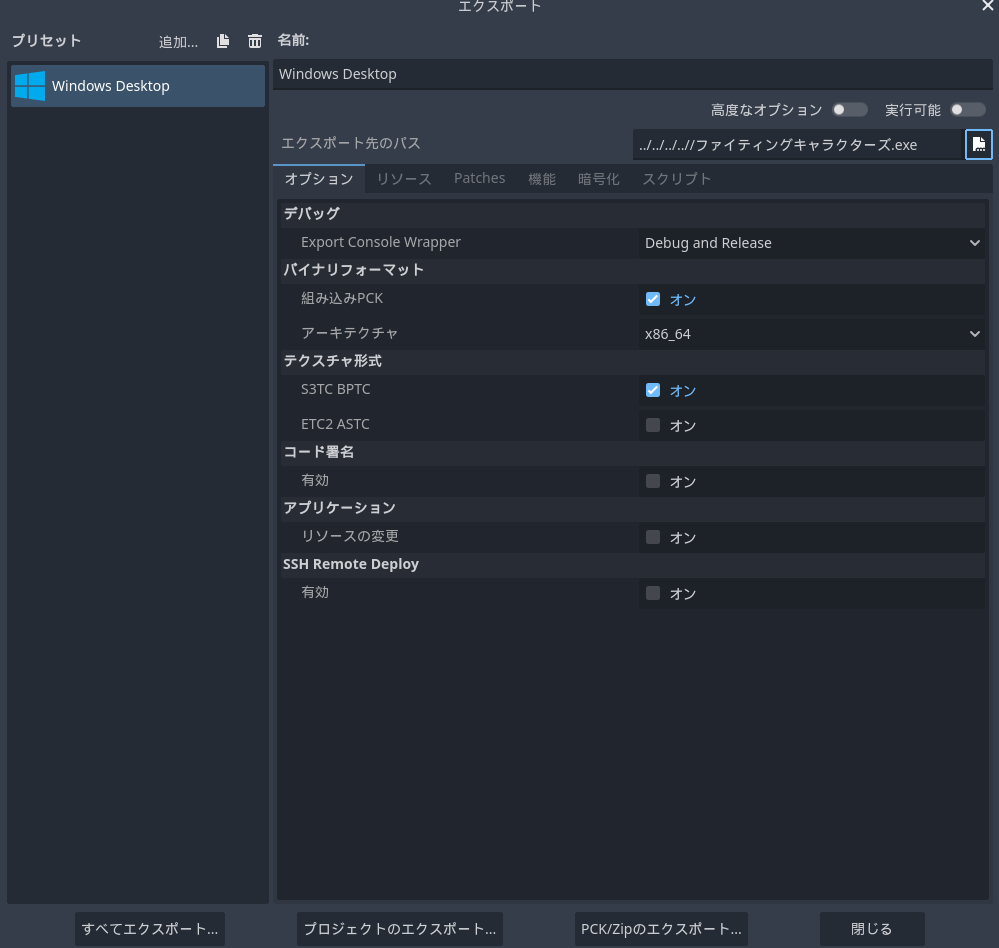 エクスポート
プリセット 追加... 名前:
Windows Desktop
Windows Desktop
高度なオプション 実行可能
エクスポート先のパス ../../../..//ファイティングキャラクターズ.exe
オプション リソース Patches 機能 暗号化 スクリプト
デバッグ
Export Console Wrapper Debug and Release
バイナリフォーマット
組み込みPCK オン
アーキテクチャ x86_64
テクスチャ形式
S3TC BPTC オン
ETC2 ASTC オン
コード署名
有効 オン
アプリケーション
リソースの変更 オン
SSH Remote Deploy
有効 オン
すべてエクスポート... プロジェクトのエクスポート... PCK/Zipのエクスポート... 閉じる